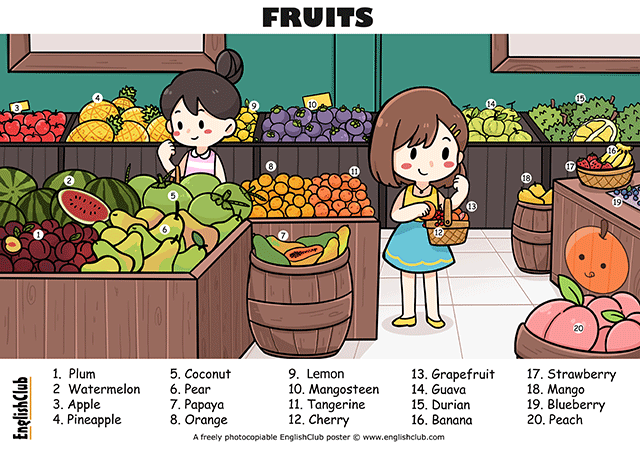 FRUITS
3
4
9
10
14
15
2
5
8
11
16
17
18
19
1
6
7
12
13
20
1. Plum
2 Watermelon
3. Apple
4. Pineapple
5. Coconut
6. Pear
7. Papaya
8. Orange
9. Lemon
10. Mangosteen
11. Tangerine
12. Cherry
13. Grapefruit
14. Guava
15. Durian
16. Banana
17. Strawberry
18. Mango
19. Blueberry
20. Peach
EnglishClub
A freely photocopiable EnglishClub poster © www.englishclub.com